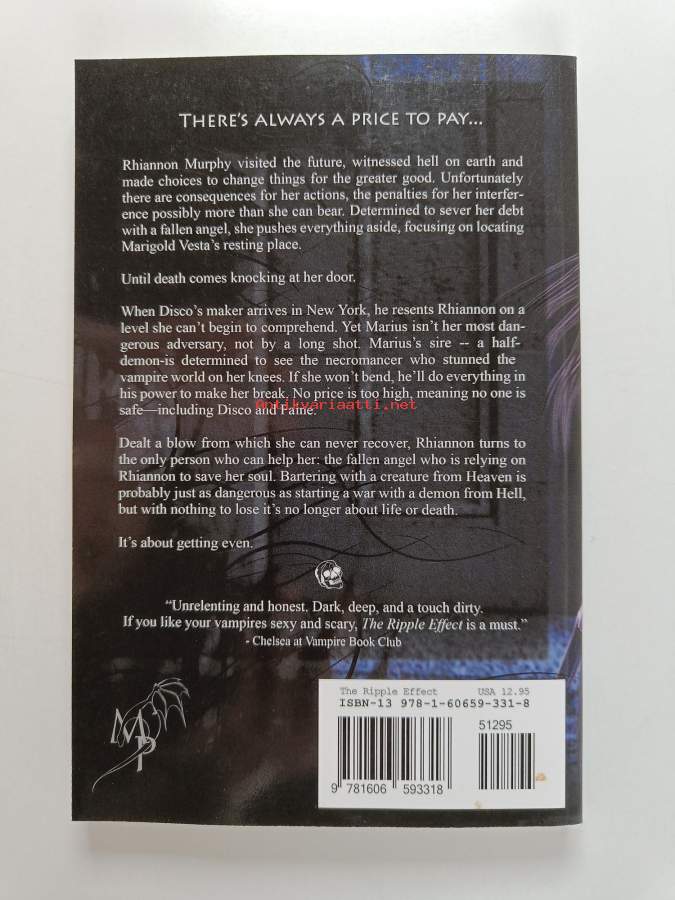 THERE'S ALWAYS A PRICE TO PAY...
Rhiannon Murphy visited the future, witnessed hell on earth and
made choices to change things for the greater good. Unfortunately
there are consequences for her actions, the penalties for her interfer-
ence possibly more than she can bear. Determined to sever her debt
with a fallen angel, she pushes everything aside, focusing on locating
Marigold Vesta's resting place.
Until death comes knocking at her door.
When Disco's maker arrives in New York, he resents Rhiannon on a
level she can't begin to comprehend. Yet Marius isn't her most dan-
gerous adversary, not by a long shot. Marius's sire -- a half-
demon-is determined to see the necromancer who stunned the
vampire world on her knees. If she won't bend, he'll do everything in
his power to make her break. No price is too high, meaning no one is
safe—including Disco and Paine.
Antikvariaatti.net
Dealt a blow from which she can never recover, Rhiannon turns to
the only person who can help her: the fallen angel who is relying on
Rhiannon to save her soul. Bartering with a creature from Heaven is
probably just as dangerous as starting a war with a demon from Hell,
but with nothing to lose it's no longer about life or death.
It's about getting even.
"Unrelenting and honest. Dark, deep, and a touch dirty.
If you like your vampires sexy and scary, The Ripple Effect is a must."
- Chelsea at Vampire Book Club
MP
The Ripple Effect USA 12.95
ISBN-13 978-1-60659-331-8
51295
9 781606 593318